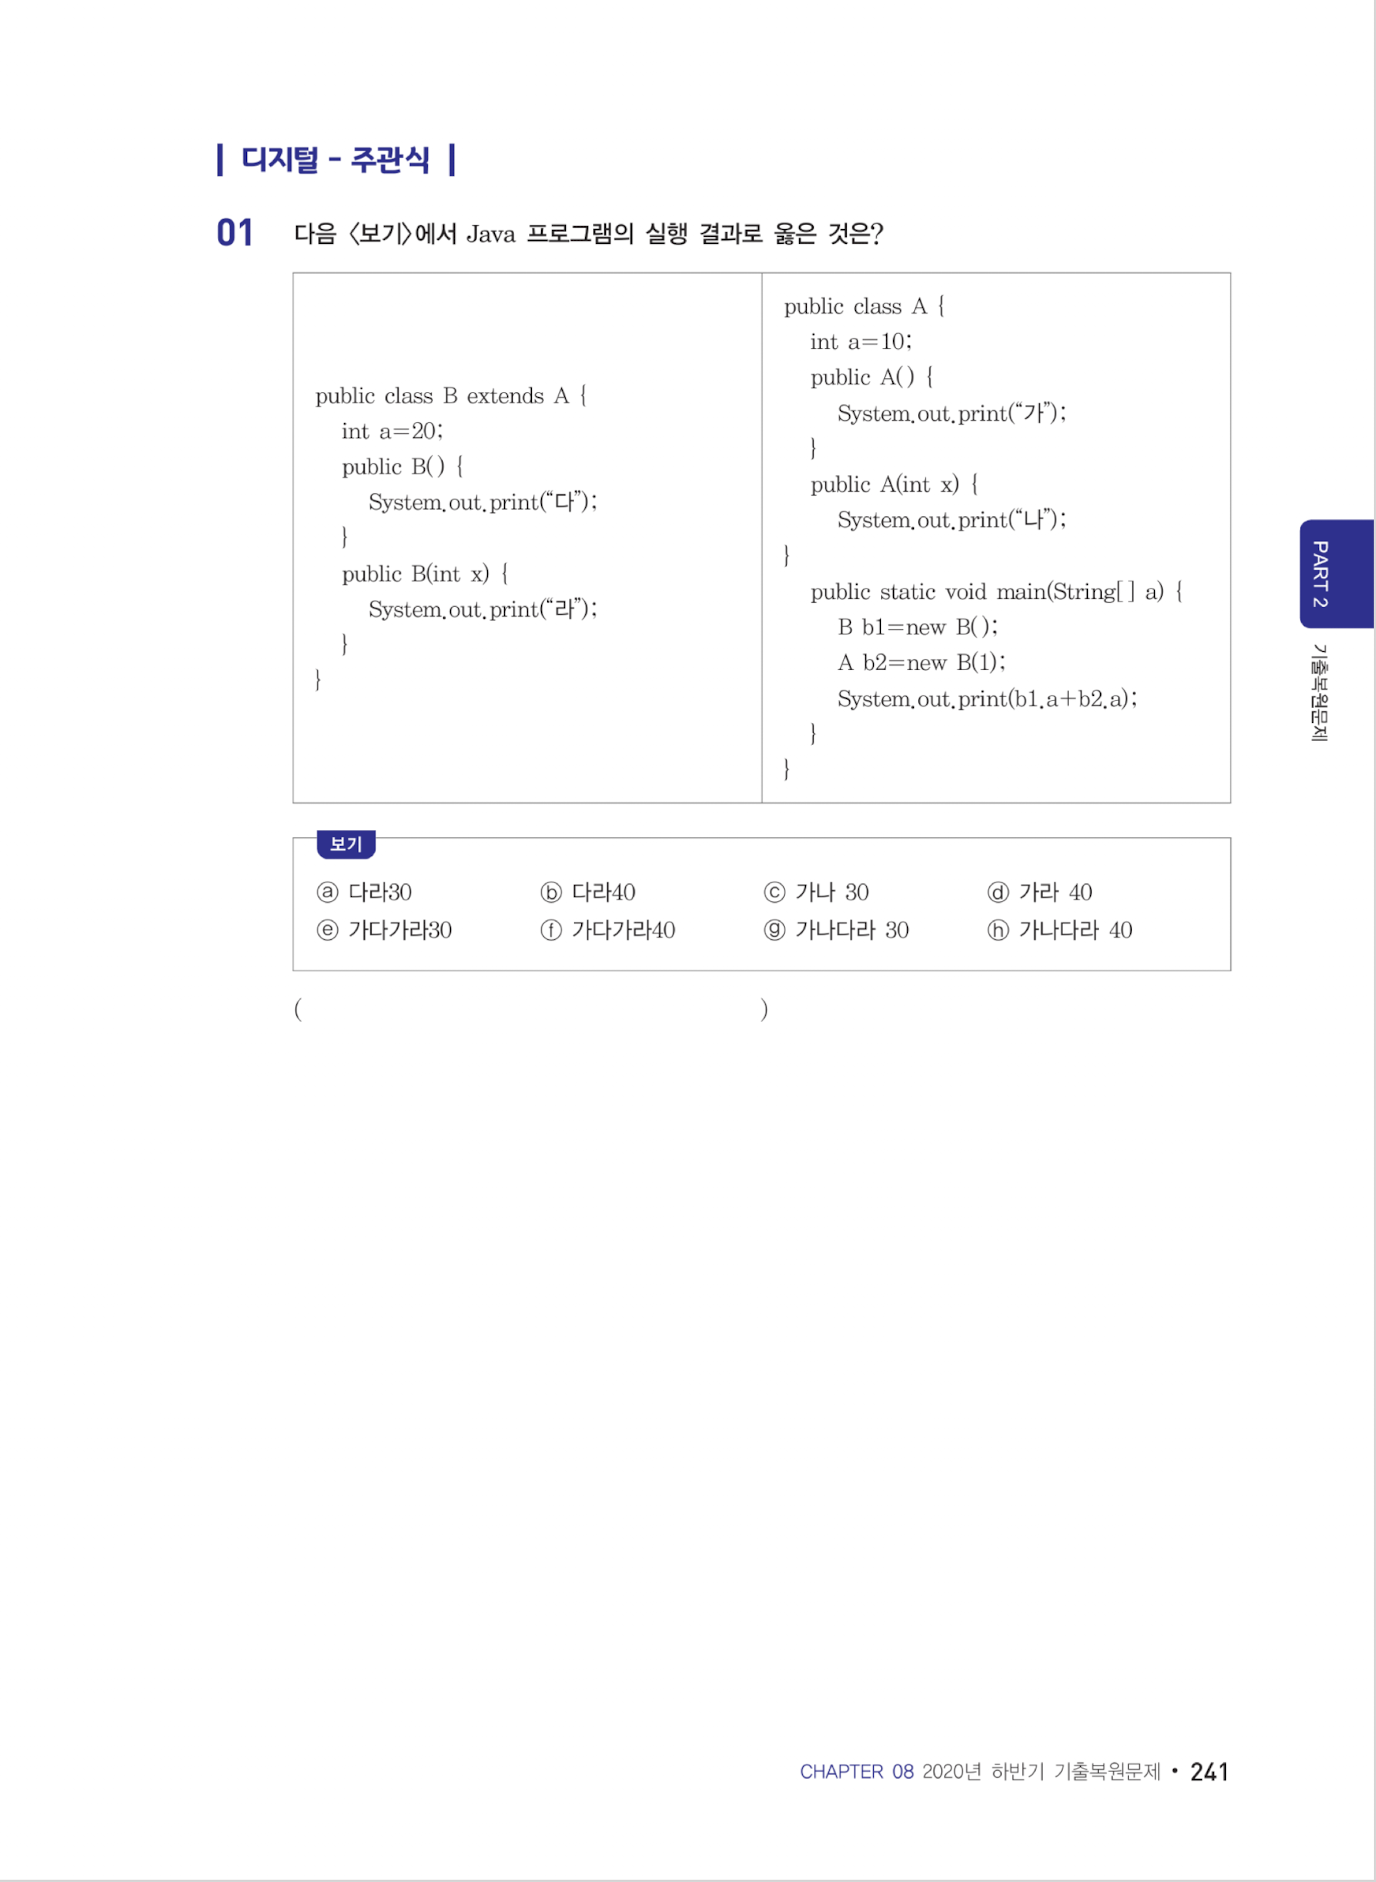 디지털 - 주관식
01 다음 〈보기〉에서 Java 프로그램의 실행 결과로 옳은 것은?
public class B extends A {
int a=20;
public B( ) {
System.out.print(“다”);
}
public B(int x) {
System.out.print(“라”);
}
}
public class A {
int a=10;
public A( ) {
System.out.print(“가”);
}
public A(int x) {
System.out.print(“나”);
}
public static void main(String[ ] a) {
B b1=new B( );
A b2=new B(1);
System.out.print(b1.a+b2.a);
}
}
보기
ⓐ 다라30 ⓑ 다라40 ⓒ 가나 30 ⓓ 가라 40
ⓔ 가다가라30 ⓕ 가다가라40 ⓖ 가나다라 30 ⓗ 가나다라 40
( )
PART 2 기출복원문제
CHAPTER 08 2020년 하반기 기출복원문제 • 241